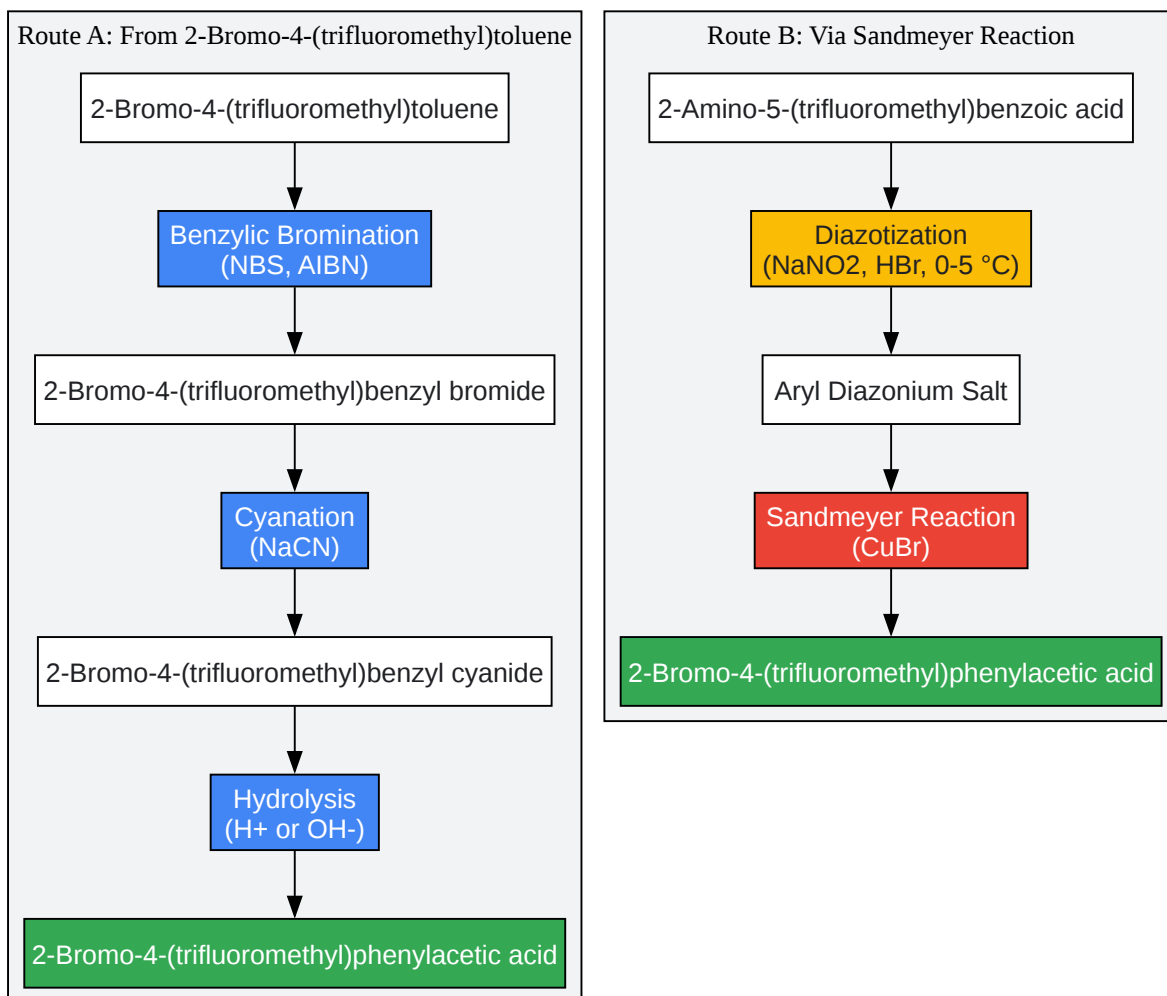 Route A: From 2-Bromo-4-(trifluoromethyl)toluene
2-Bromo-4-(trifluoromethyl)toluene
Benzylic Bromination
(NBS, AIBN)
2-Bromo-4-(trifluoromethyl)benzyl bromide
Cyanation
(NaCN)
2-Bromo-4-(trifluoromethyl)benzyl cyanide
Hydrolysis
(H+ or OH-)
2-Bromo-4-(trifluoromethyl)phenylacetic acid
Route B: Via Sandmeyer Reaction
2-Amino-5-(trifluoromethyl)benzoic acid
Diazotization
(NaNO2, HBr, 0-5 °C)
Aryl Diazonium Salt
Sandmeyer Reaction
(CuBr)
2-Bromo-4-(trifluoromethyl)phenylacetic acid